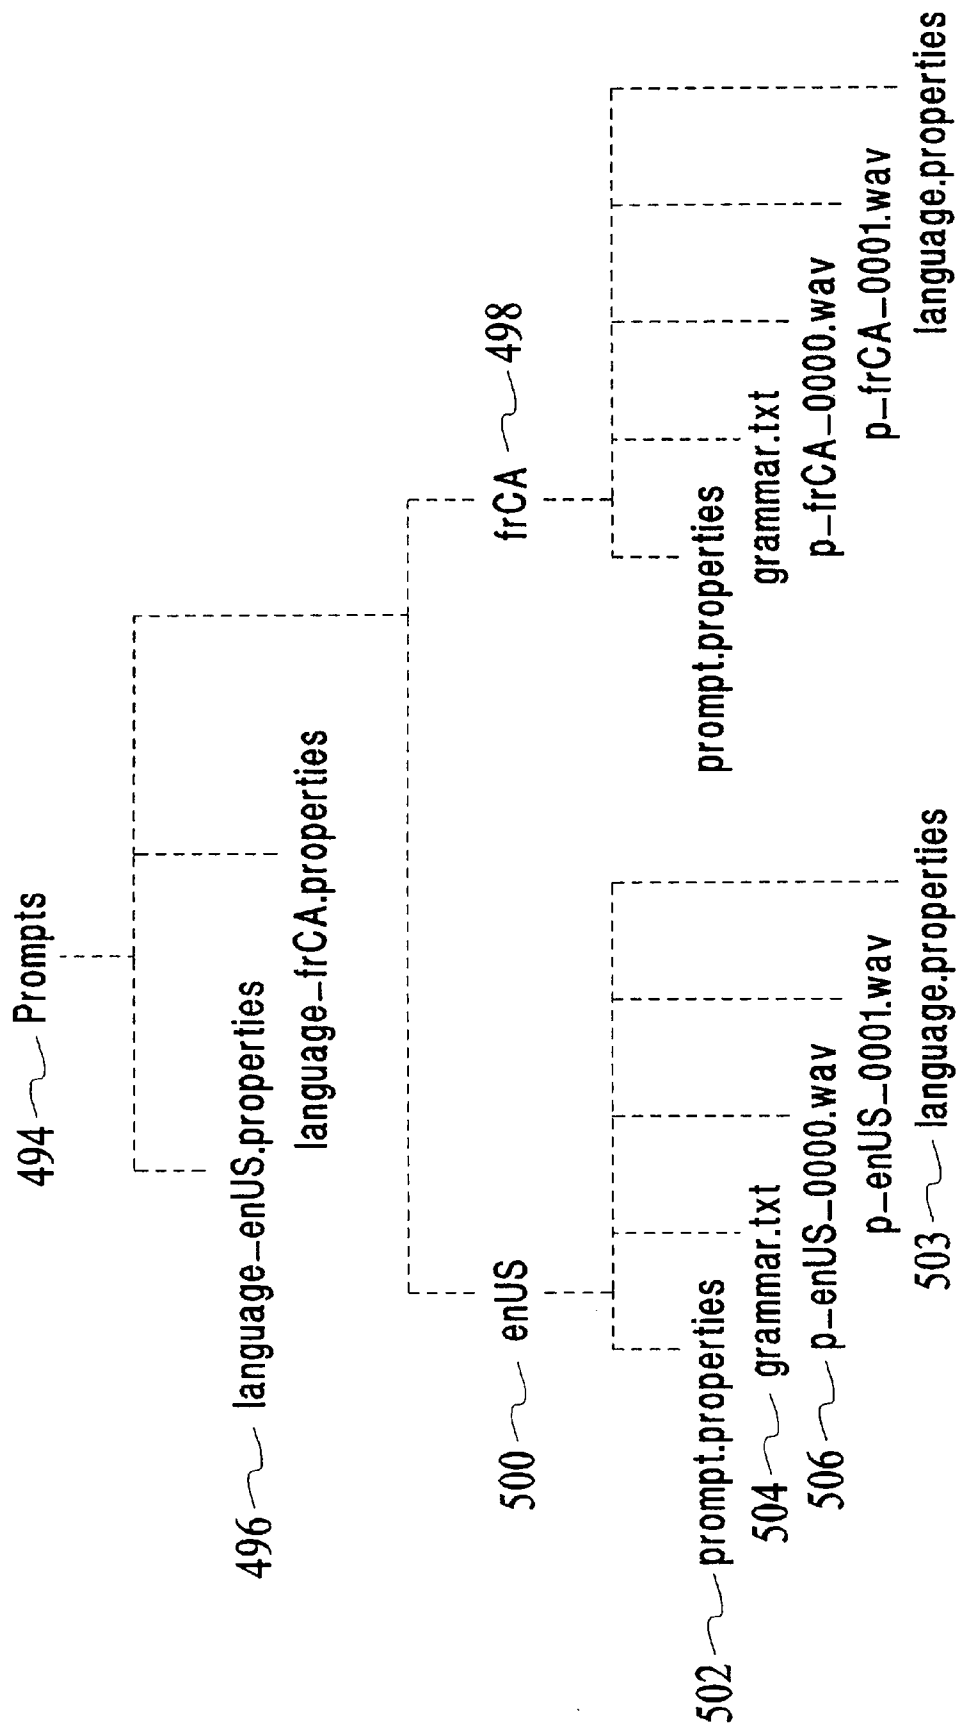 494 Prompts
496 language-enUS.properties
language-frCA.properties
500 enUS
frCA 498
502 prompt.properties
504 grammar.txt
506 p-enUS-0000.wav
p-enUS-0001.wav
503 language.properties
prompt.properties
grammar.txt
p-frCA-0000.wav
p-frCA-0001.wav
language.properties